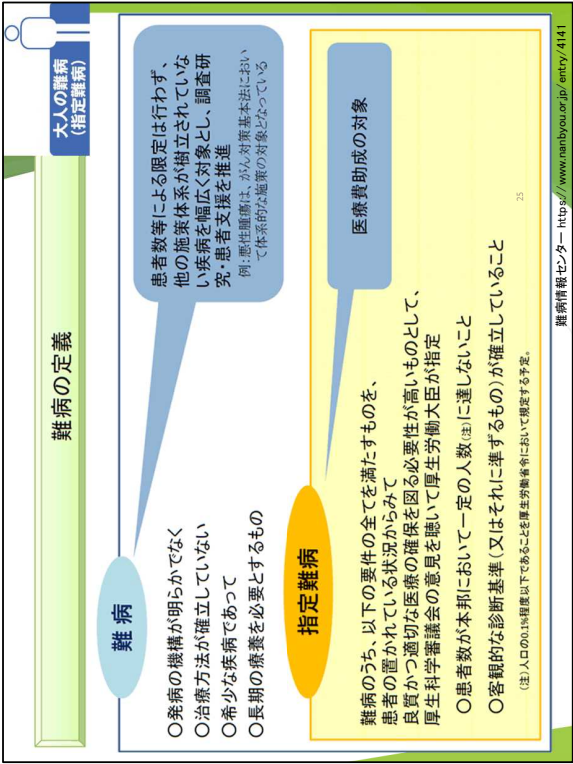 難病の定義
大人の難病
(指定難病)
難 病
○発病の機構が明らかでなく
○治療方法が確立していない
○希少な疾病であって
○長期の療養を必要とするもの
患者数等による限定は行わず、
他の施策体系が樹立されていな
い疾病を幅広く対象とし、調査研
究・患者支援を推進
例:悪性腫瘍は、がん対策基本法におい
て体系的な施策の対象となっている
指定難病
難病のうち、以下の要件の全てを満たすものを、
患者の置かれている状況からみて
良質かつ適切な医療の確保を図る必要性が高いものとして、
厚生科学審議会の意見を聴いて厚生労働大臣が指定
医療費助成の対象
○患者数が本邦において一定の人数(注)に達しないこと
○客観的な診断基準(又はそれに準ずるもの)が確立していること
(注)人口の0.1%程度以下であることを厚生労働省令において規定する予定。
25
難病情報センター https://www.nanbyou.or.jp/entry/4141